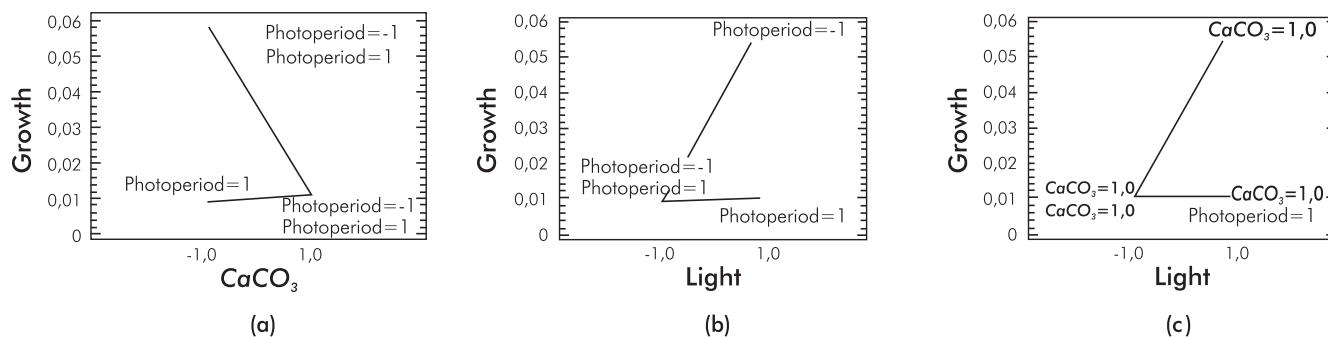 0,06
0,05
0,04
0,03
0,02
0,01
0
Growth
Photoperiod=-1
Photoperiod=1
Photoperiod=1
Photoperiod=-1
Photoperiod=1
-1,0
1,0
CaCO₃
(a)
0,06
0,05
0,04
0,03
0,02
0,01
0
Growth
Photoperiod=-1
Photoperiod=-1
Photoperiod=1
Photoperiod=1
-1,0
1,0
Light
(b)
0,06
0,05
0,04
0,03
0,02
0,01
0
Growth
CaCO₃=1,0
CaCO₃=1,0
CaCO₃=1,0
CaCO₃=1,0
Photoperiod=1
-1,0
1,0
Light
(c)